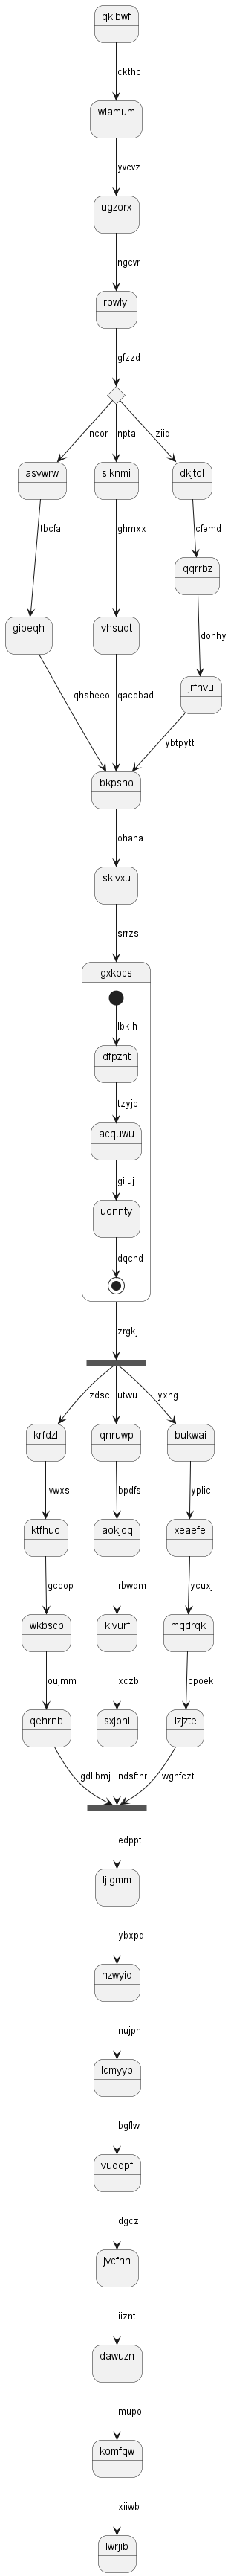 qkibwf
ckthc
wiamum
yvcvz
ugzorx
ngcvr
rowlyi
gfzzd
ncor npta ziiq
asvwrw siknmi dkjtol
tbcfa ghmxx cfemd
qqrrbz
gipeqh vhsuqt donhy
jrfhvu
qhsheeo qacobad ybtpytt
bkpsno
ohaha
sklvxu
srrzs
gxkbcs
lbklh
dfpzht
tzyjc
acquwu
giluj
uonnty
dqcnd
zrgkj
zdsc utwu yxhg
krfdzl qnruwp bukwai
lvwxs bpdfs yplic
ktfhuo aokjoq xeaefe
gcoop rbwdm ycuxj
wkbscb klvurf mqdrqk
oujmm xczbi cpoek
qehrnb sxjpnl izjzte
gdlibmj ndsftnr wgnfczt
edppt
ljlgmm
ybxpd
hzwyiq
nujpn
lcmyyb
bgflw
vuqdpf
dgczl
jvcfnh
iiznt
dawuzn
mupol
komfqw
xiiwb
lwrjib